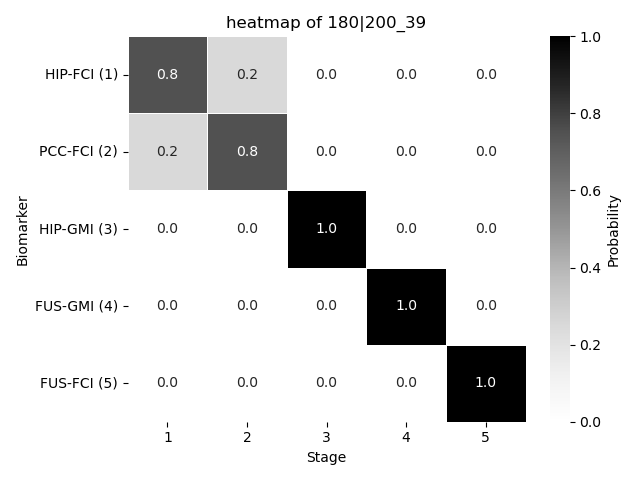 heatmap of 180|200_39
HIP-FCI (1) 0.8 0.2 0.0 0.0 0.0
PCC-FCI (2) 0.2 0.8 0.0 0.0 0.0
HIP-GMI (3) 0.0 0.0 1.0 0.0 0.0
FUS-GMI (4) 0.0 0.0 0.0 1.0 0.0
FUS-FCI (5) 0.0 0.0 0.0 0.0 1.0
1 2 3 4 5
Stage
Biomarker
1.0
0.8
0.6
0.4
0.2
0.0
Probability